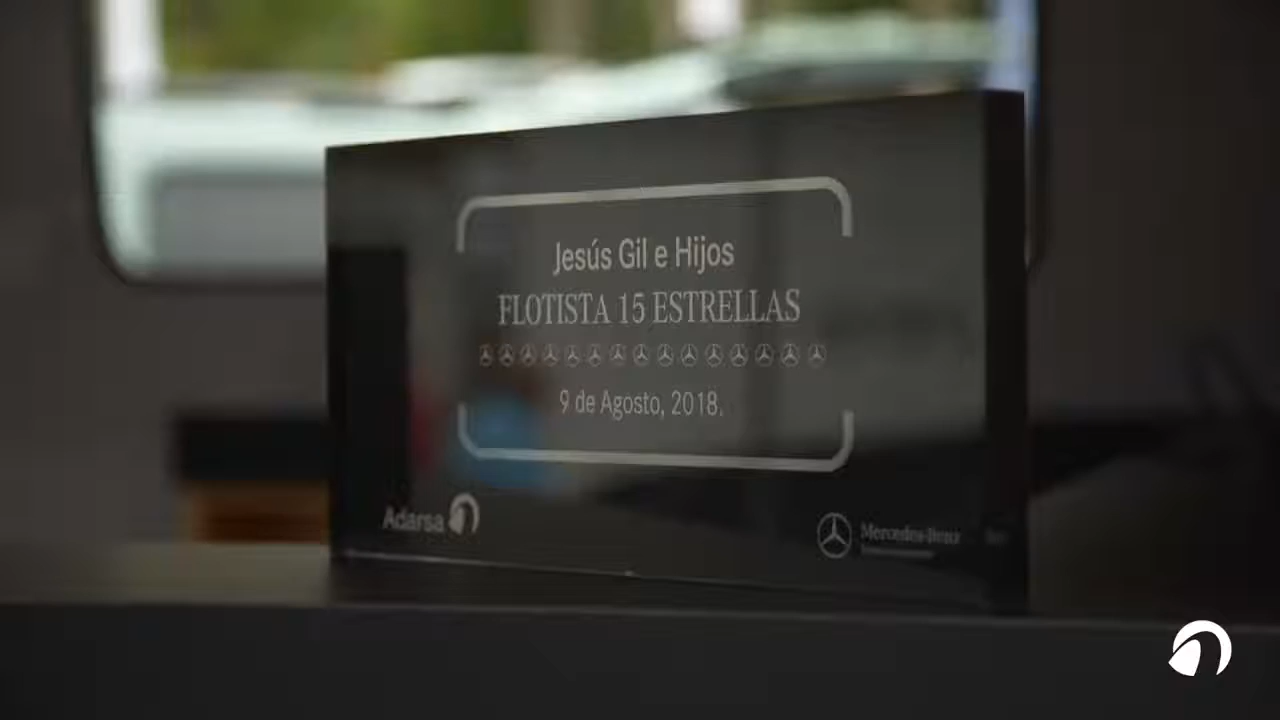 Jesús Gil e Hijos
FLOTISTA 15 ESTRELLAS
9 de Agosto, 2018.
Adarsa
Mercedes-Benz